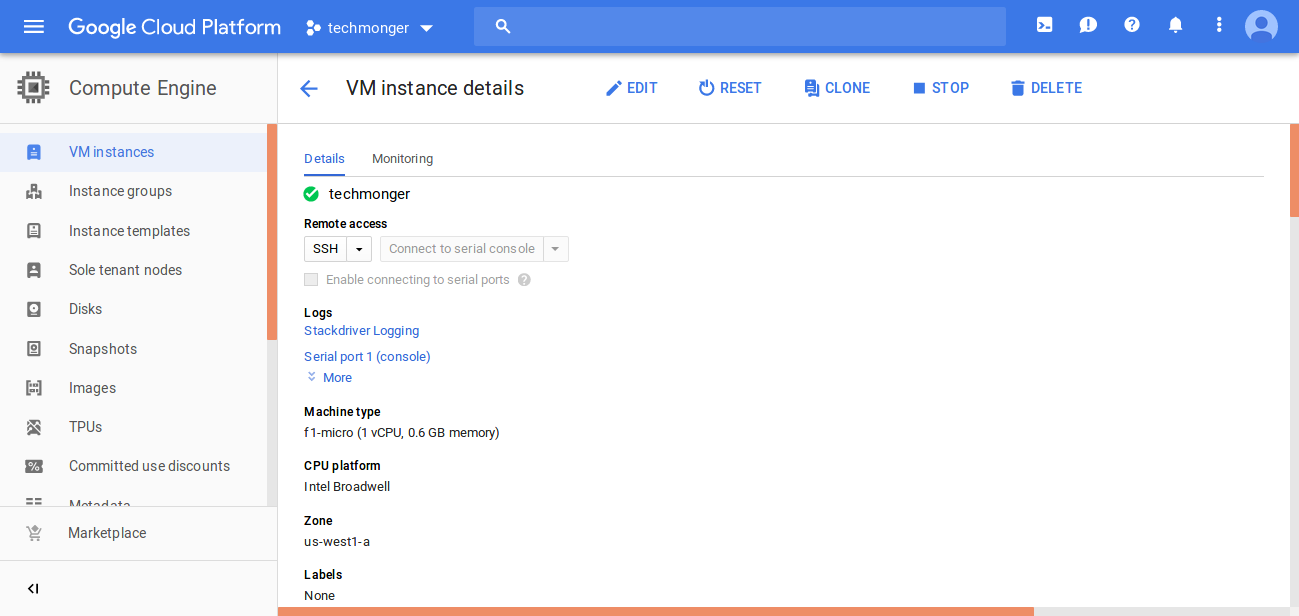 Google Cloud Platform techmonger
Compute Engine
VM instance details EDIT RESET CLONE STOP DELETE
VM instances
Instance groups
Instance templates
Sole tenant nodes
Disks
Snapshots
Images
TPUs
Committed use discounts
Metadata
Marketplace
Details Monitoring
techmonger
Remote access
SSH Connect to serial console
Enable connecting to serial ports
Logs
Stackdriver Logging
Serial port 1 (console)
More
Machine type
f1-micro (1 vCPU, 0.6 GB memory)
CPU platform
Intel Broadwell
Zone
us-west1-a
Labels
None